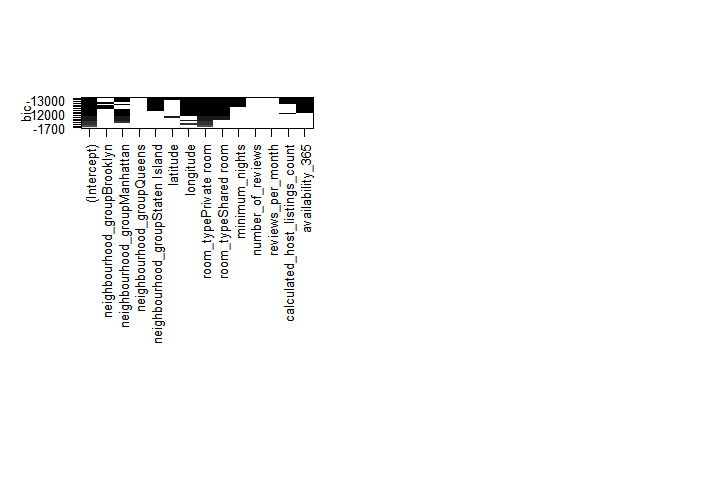 bic
-13000
-12000
-1700
(Intercept)
neighbourhood_groupBrooklyn
neighbourhood_groupManhattan
neighbourhood_groupQueens
neighbourhood_groupStaten Island
latitude
longitude
room_typePrivate room
room_typeShared room
minimum_nights
number_of_reviews
reviews_per_month
calculated_host_listings_count
availability_365